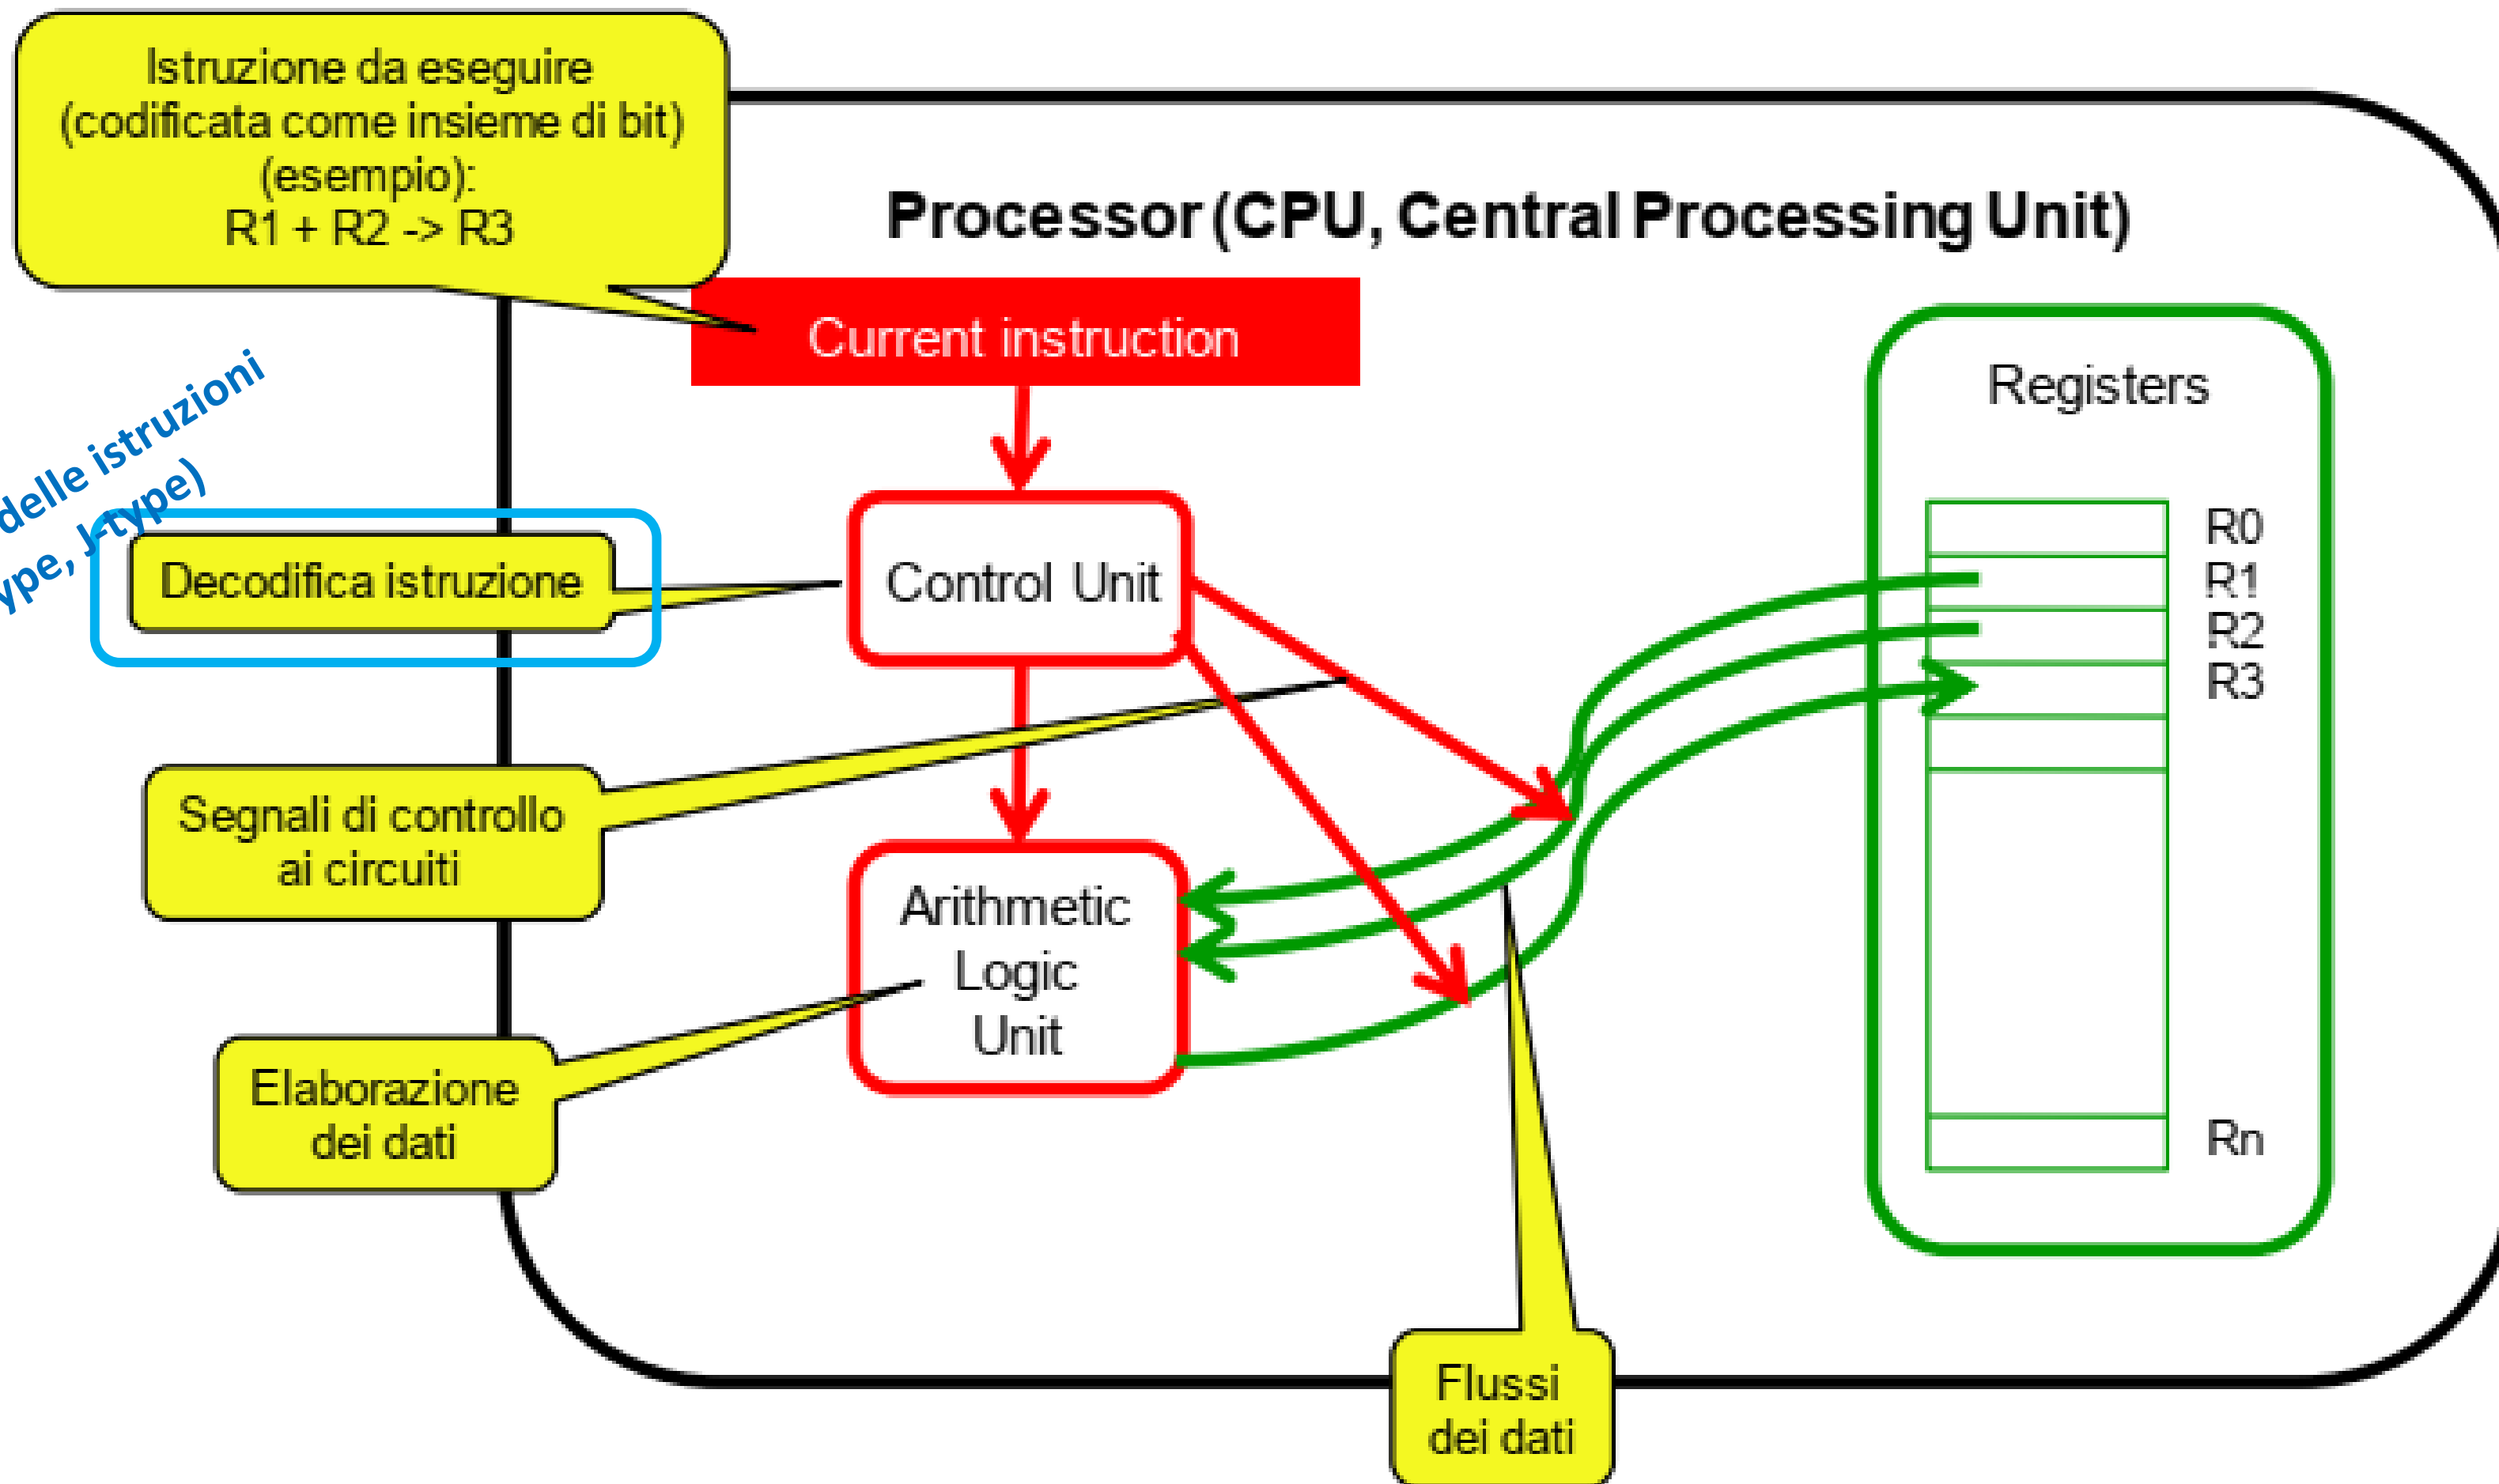 Istruzione da eseguire
(codificata come insieme di bit)
(esempio):
R1 + R2 -> R3
Processor (CPU, Central Processing Unit)
Current instruction
Registers
delle istruzioni
J-type)
Decodifica istruzione
Control Unit
R0
R1
R2
R3
Segnali di controllo
ai circuiti
Arithmetic
Logic
Unit
Elaborazione
dei dati
Rn
Flussi
dei dati